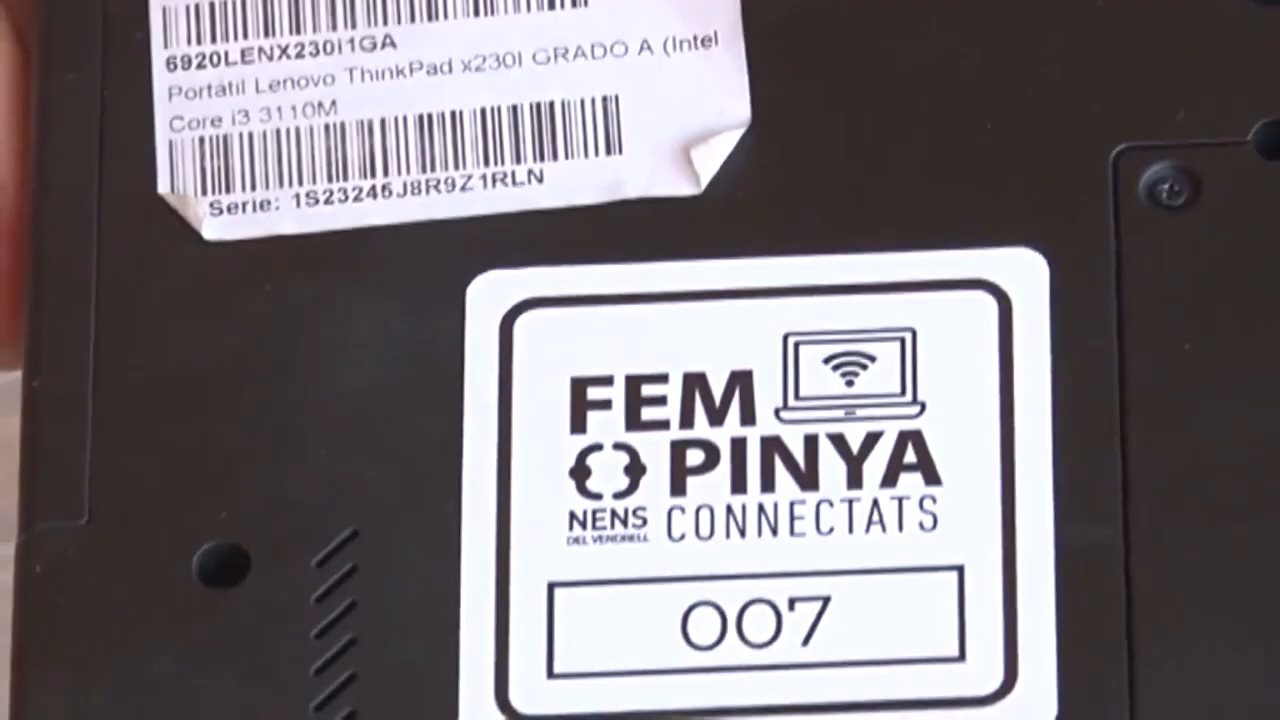 6920LENX230I1GA
Portátil Lenovo ThinkPad x230I GRADO A (Intel
Core i3 3110M
Serie: 1S23245J8R9Z1RLN
FEM
PINYA
CONNECTATS
NENS
DEL VENDRELL
007